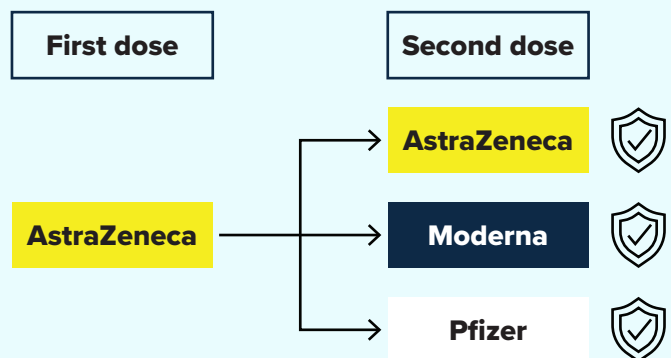 First dose
Second dose
AstraZeneca
AstraZeneca
Moderna
Pfizer